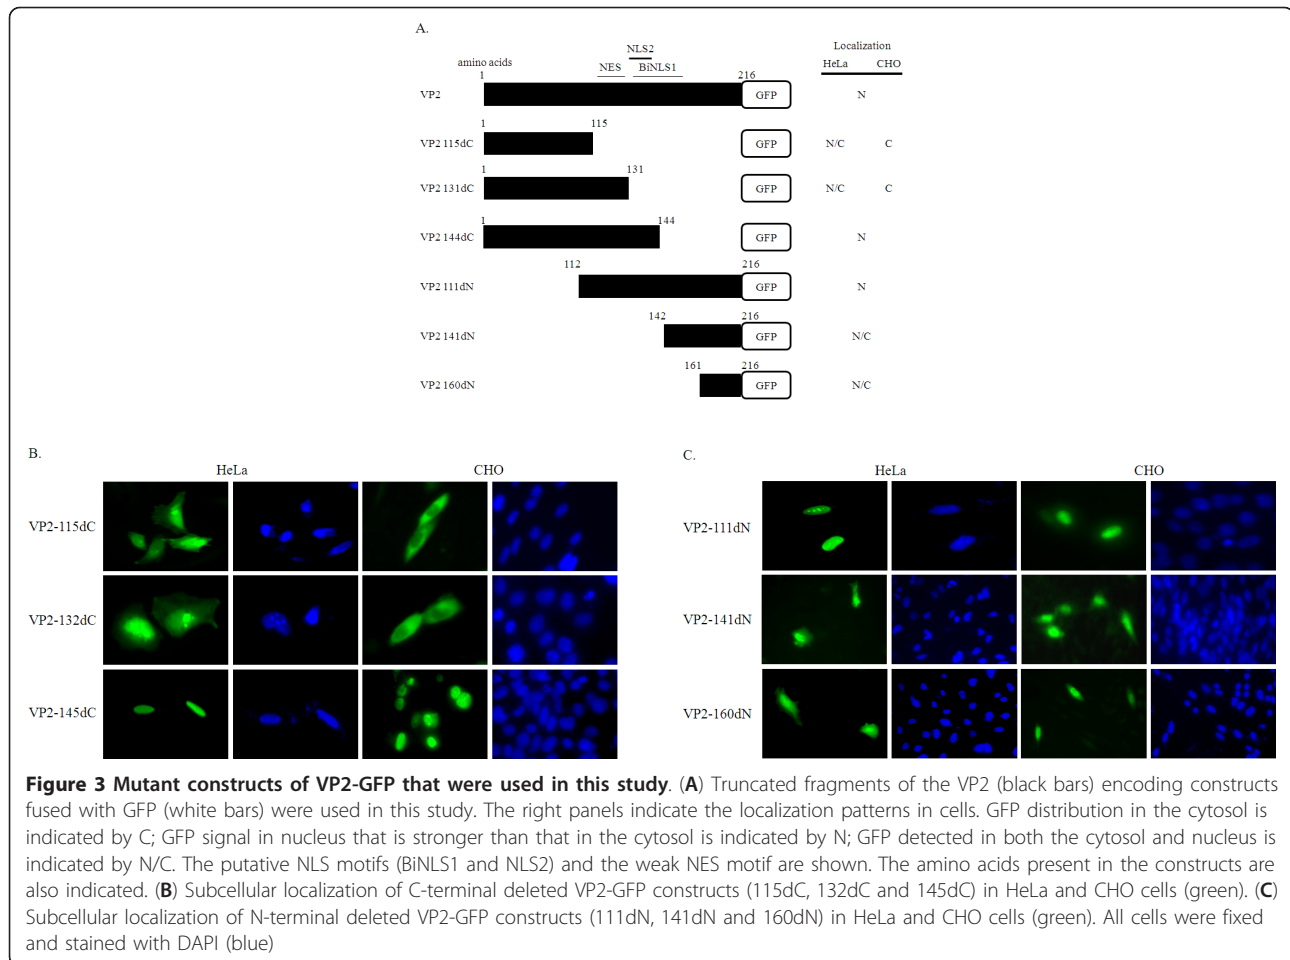 A.
NLS2
Localization
amino acids
NES
BiNLS1
HeLa
CHO
1
216
VP2
GFP
N
1
115
VP2 115dC
GFP
N/C
C
1
131
VP2 131dC
GFP
N/C
C
1
144
VP2 144dC
GFP
N
112
216
VP2 111dN
GFP
N
142
216
VP2 141dN
GFP
N/C
161
216
VP2 160dN
GFP
N/C
B.
HeLa
CHO
VP2-115dC
VP2-132dC
VP2-145dC
C.
HeLa
CHO
VP2-111dN
VP2-141dN
VP2-160dN
Figure 3 Mutant constructs of VP2-GFP that were used in this study. (A) Truncated fragments of the VP2 (black bars) encoding constructs
fused with GFP (white bars) were used in this study. The right panels indicate the localization patterns in cells. GFP distribution in the cytosol is
indicated by C; GFP signal in nucleus that is stronger than that in the cytosol is indicated by N; GFP detected in both the cytosol and nucleus is
indicated by N/C. The putative NLS motifs (BiNLS1 and NLS2) and the weak NES motif are shown. The amino acids present in the constructs are
also indicated. (B) Subcellular localization of C-terminal deleted VP2-GFP constructs (115dC, 132dC and 145dC) in HeLa and CHO cells (green). (C)
Subcellular localization of N-terminal deleted VP2-GFP constructs (111dN, 141dN and 160dN) in HeLa and CHO cells (green). All cells were fixed
and stained with DAPI (blue)